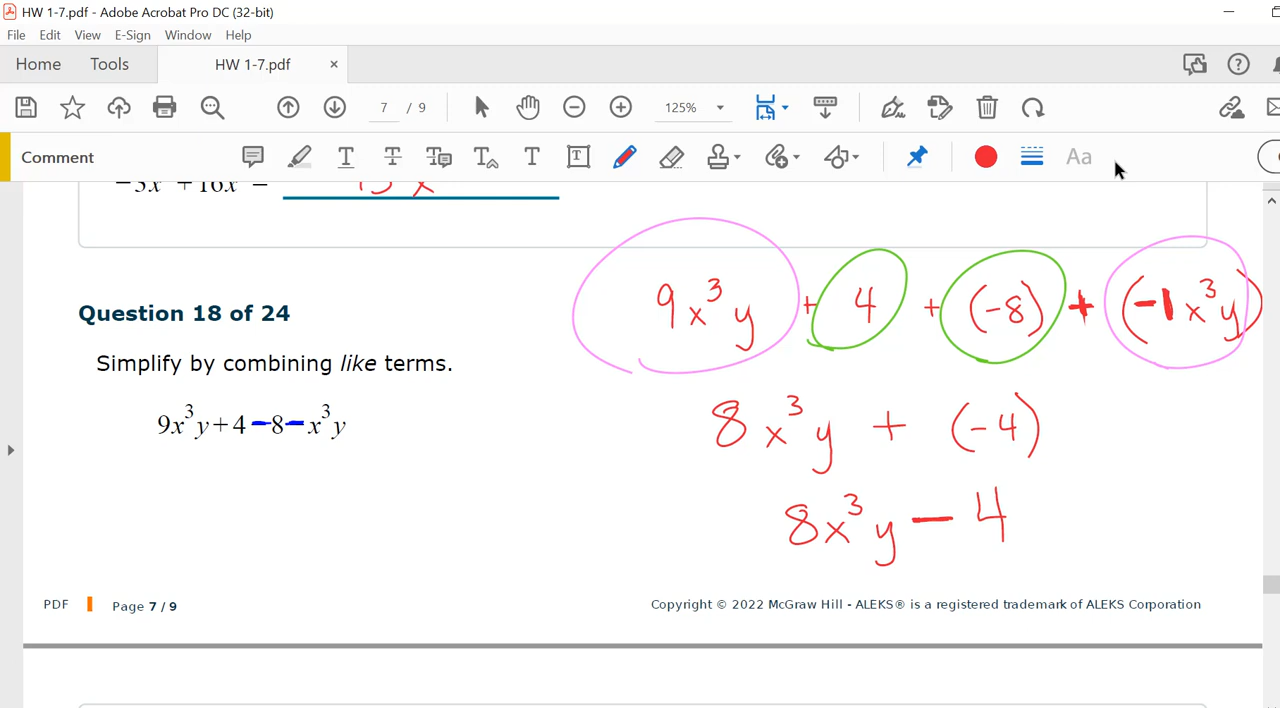 HW 1-7.pdf - Adobe Acrobat Pro DC (32-bit)
File Edit View E-Sign Window Help
Home Tools HW 1-7.pdf ×
7 / 9 125%
Comment T T T T T Aa
−3x + 16x = 13 x
9x³y + 4 + (-8) + (-1x³y)
Question 18 of 24
Simplify by combining like terms.
9x³y+4−8−x³y
8x³y + (-4)
8x³y − 4
PDF Page 7 / 9 Copyright © 2022 McGraw Hill - ALEKS® is a registered trademark of ALEKS Corporation